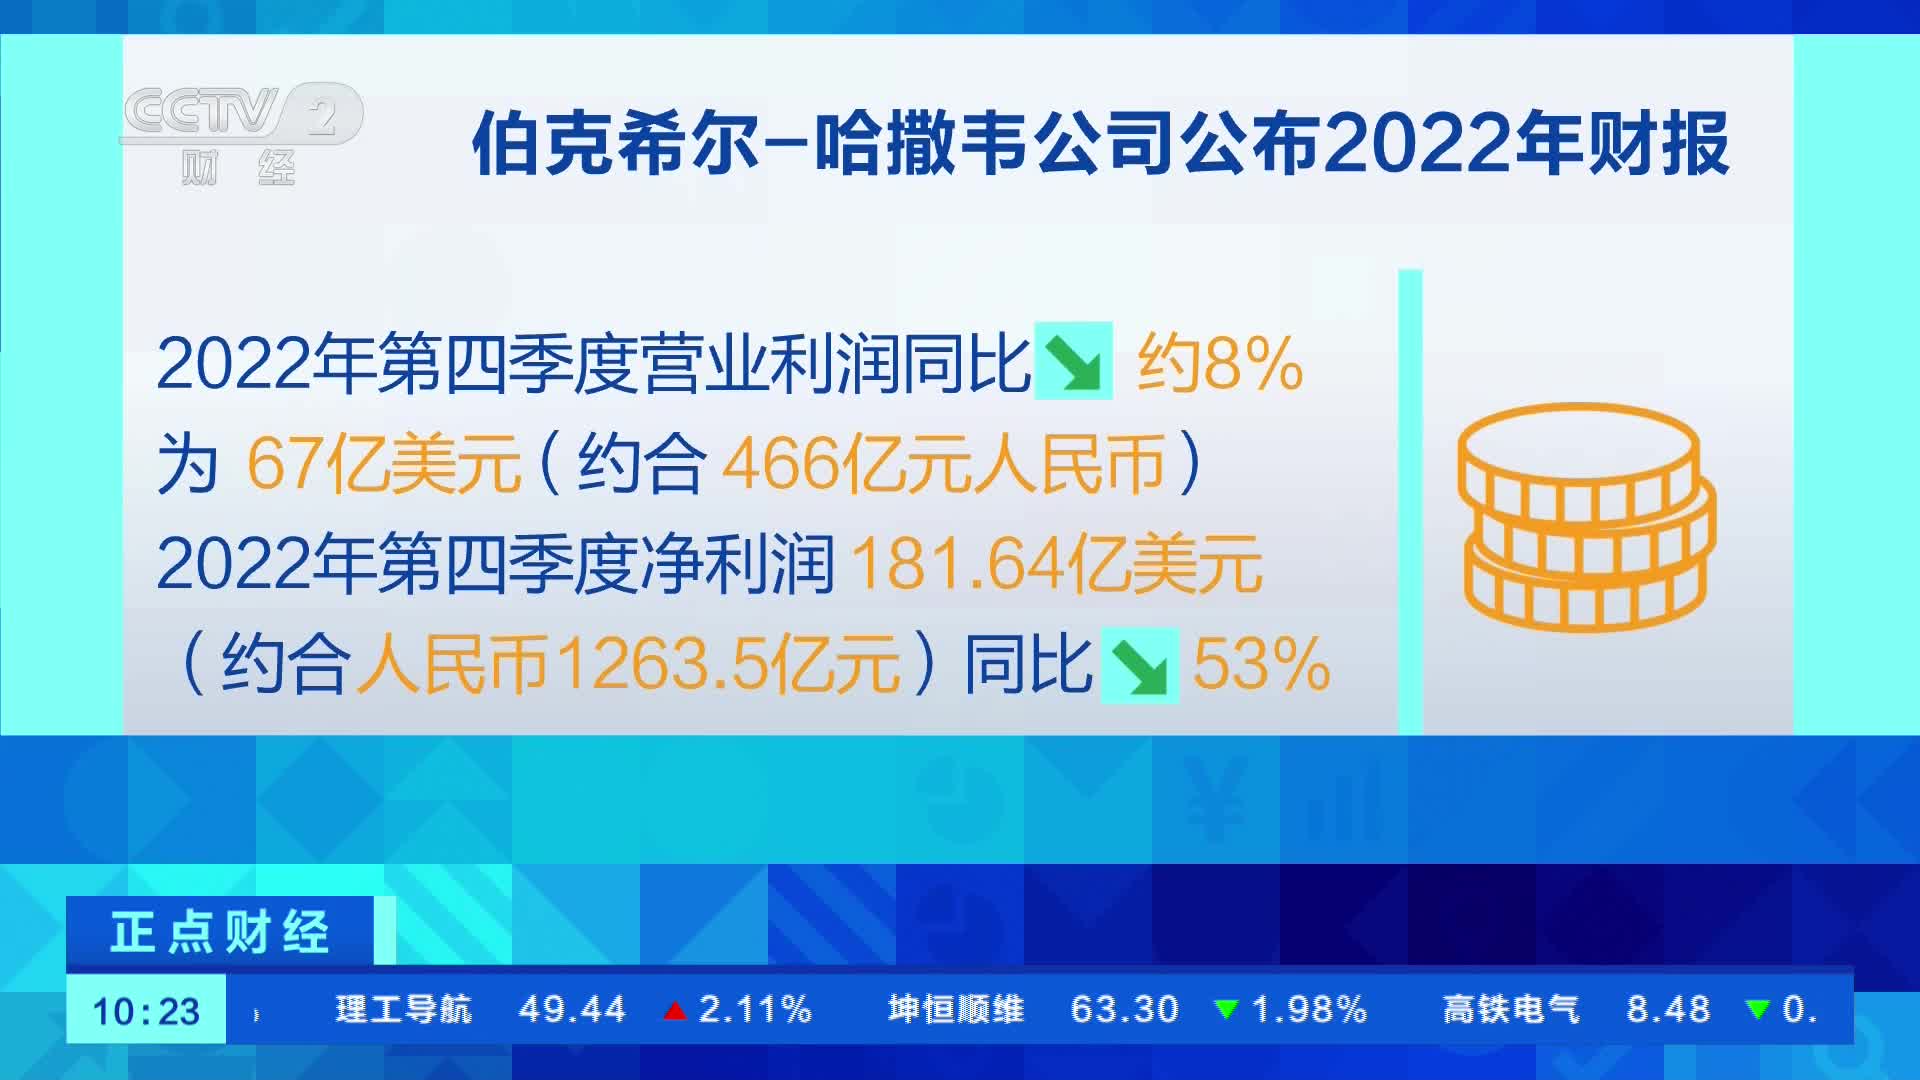 CCTV 2
财经
伯克希尔-哈撒韦公司公布2022年财报
2022年第四季度营业利润同比 约8%
为 67亿美元（约合 466亿元人民币）
2022年第四季度净利润 181.64亿美元
（约合人民币1263.5亿元）同比 53%
正点财经
10:23 理工导航 49.44 ▲2.11% 坤恒顺维 63.30 ▼1.98% 高铁电气 8.48 ▼0.